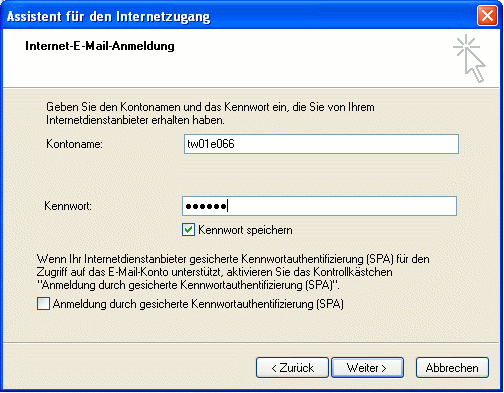 Assistent für den Internetzugang
Internet-E-Mail-Anmeldung
Geben Sie den Kontonamen und das Kennwort ein, die Sie von Ihrem
Internetdienstanbieter erhalten haben.
Kontoname: tw01e066
Kennwort: ●●●●●●
Kennwort speichern
Wenn Ihr Internetdienstanbieter gesicherte Kennwortauthentifizierung (SPA) für den
Zugriff auf das E-Mail-Konto unterstützt, aktivieren Sie das Kontrollkästchen
"Anmeldung durch gesicherte Kennwortauthentifizierung (SPA)".
Anmeldung durch gesicherte Kennwortauthentifizierung (SPA)
< Zurück Weiter > Abbrechen